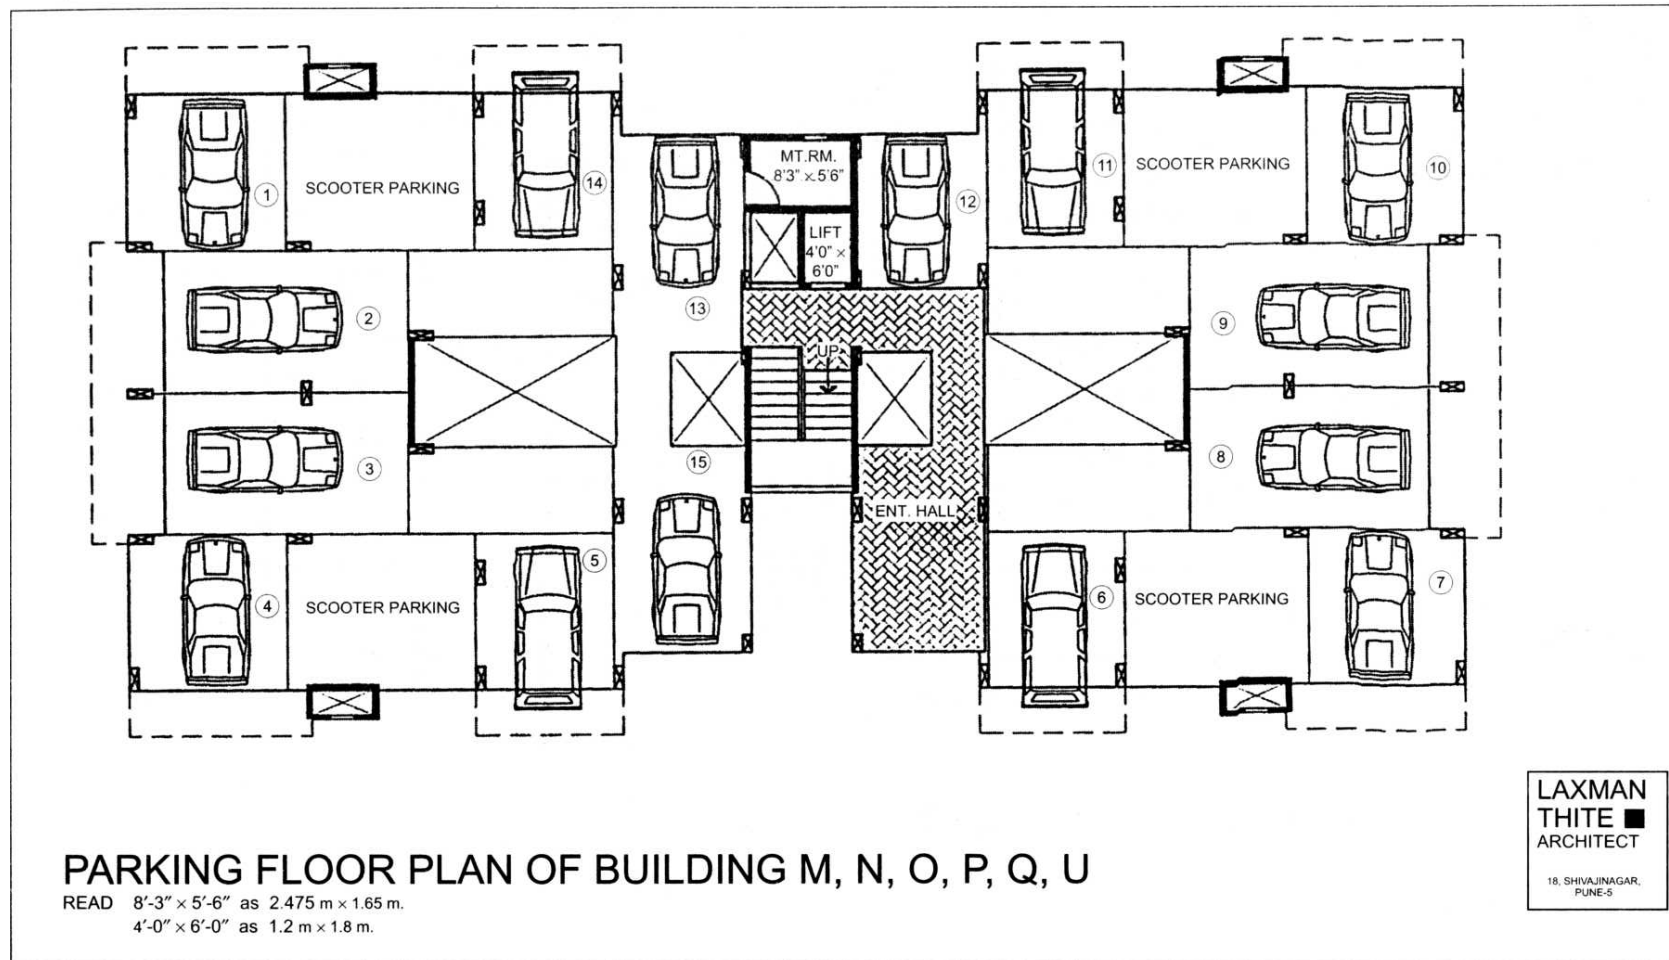 1
SCOOTER PARKING
14
MT.RM.
8'3" × 5'6"
12
11
SCOOTER PARKING
10
LIFT
4'0" ×
6'0"
2
13
9
UP
3
15
8
ENT. HALL
4
SCOOTER PARKING
5
6
SCOOTER PARKING
7
LAXMAN
THITE
ARCHITECT
18, SHIVAJINAGAR,
PUNE-5
PARKING FLOOR PLAN OF BUILDING M, N, O, P, Q, U
READ 8'-3" × 5'-6" as 2.475 m × 1.65 m.
4'-0" × 6'-0" as 1.2 m × 1.8 m.